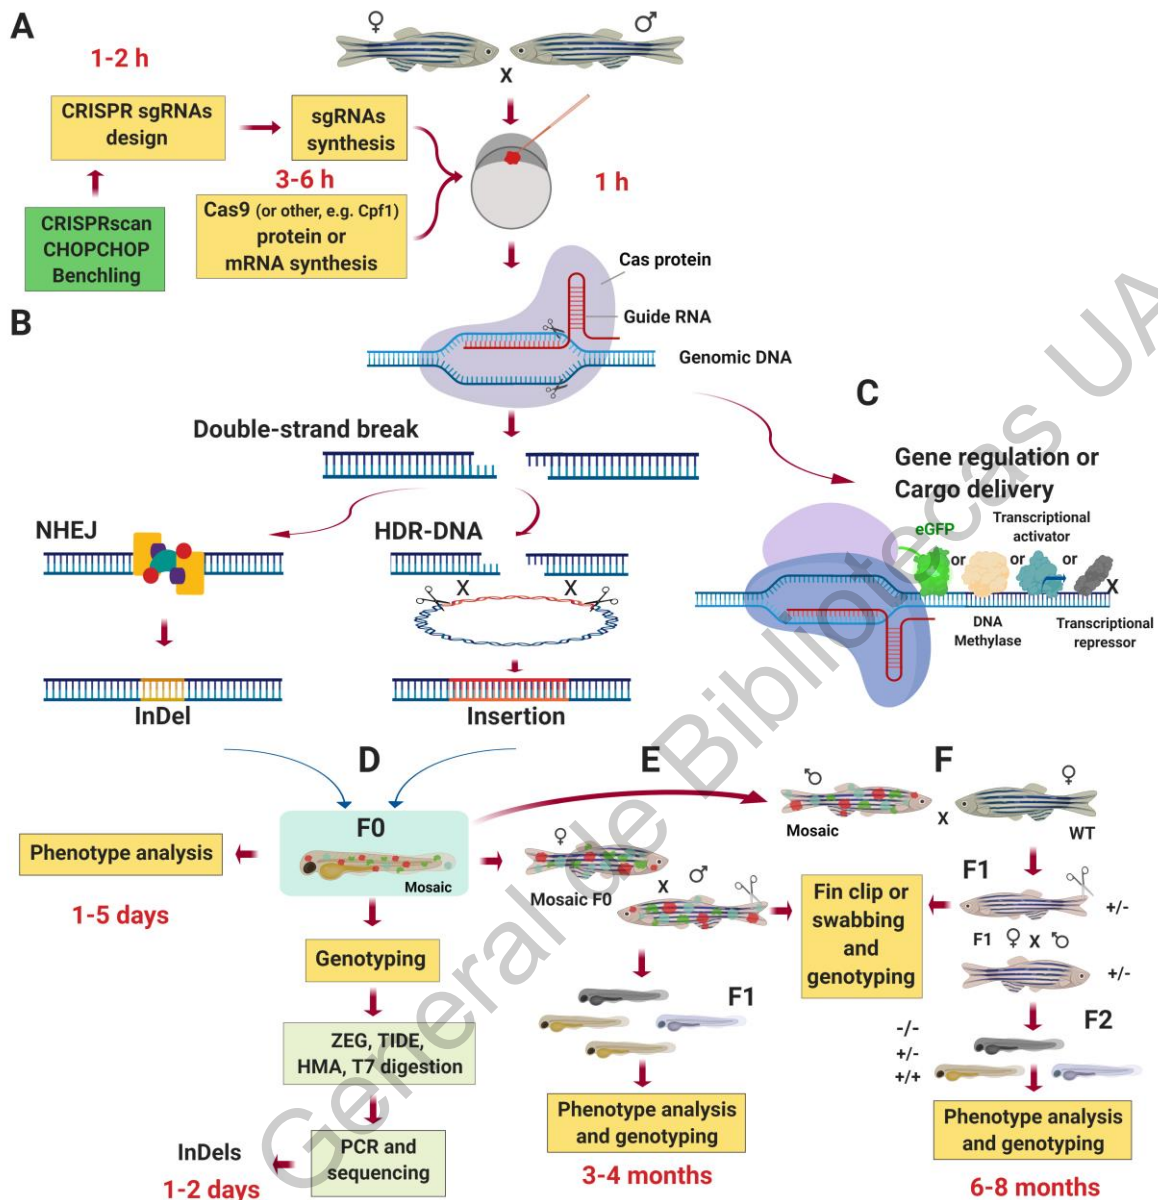 A
1-2 h
CRISPR sgRNAs
design
sgRNAs
synthesis
3-6 h
Cas9 (or other, e.g. Cpf1)
protein or
mRNA synthesis
CRISPRscan
CHOPCHOP
Benchling
♀
♂
X
1 h
B
Cas protein
Guide RNA
Genomic DNA
Double-strand break
NHEJ
InDel
HDR-DNA
X X
Insertion
C
Gene regulation or
Cargo delivery
eGFP
or
or
Transcriptional
activator
or
X
DNA
Methylase
Transcriptional
repressor
D
F0
Mosaic
Phenotype analysis
1-5 days
Genotyping
ZEG, TIDE,
HMA, T7 digestion
PCR and
sequencing
InDels
1-2 days
E
♀
Mosaic F0
X ♂
F1
Phenotype analysis
and genotyping
3-4 months
Fin clip or
swabbing
and
genotyping
F
♂
Mosaic
X
♀
WT
F1
+/-
F1 ♀ X ♂
+/-
F2
-/-
+/-
+/+
Phenotype analysis
and genotyping
6-8 months
General de Bibliotecas UA